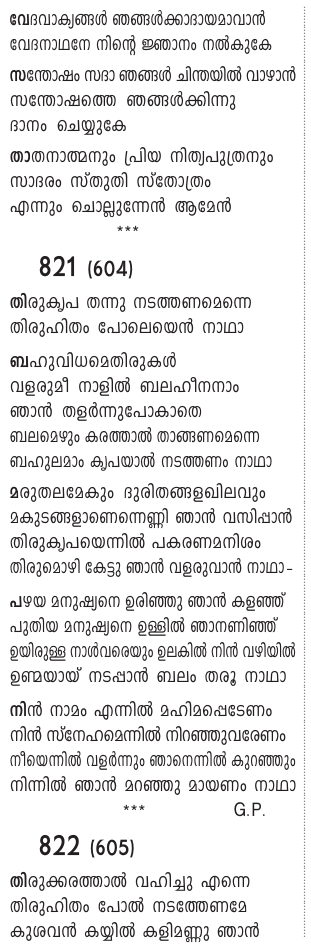 വേദവാക്യങ്ങൾ ഞങ്ങൾക്കാദായമാവാൻ
വേദനാഥനേ നിന്റെ ജ്ഞാനം നൽകുകേ
സന്തോഷം സദാ ഞങ്ങൾ ചിന്തയിൽ വാഴാൻ
സന്തോഷത്തെ ഞങ്ങൾക്കിന്നു
ദാനം ചെയ്യുകേ
താതനാത്മനും പ്രിയ നിത്യപുത്രനും
സാദരം സ്തുതി സ്തോത്രം
എന്നും ചൊല്ലുന്നേൻ ആമേൻ
***
821 (604)
തിരുകൃപ തന്നു നടത്തണമെന്നെ
തിരുഹിതം പോലെയെൻ നാഥാ
ബഹുവിധമെതിരുകൾ
വളരുമീ നാളിൽ ബലഹീനനാം
ഞാൻ തളർന്നുപോകാതെ
ബലമെഴും കരത്താൽ താങ്ങണമെന്നെ
ബഹുലമാം കൃപയാൽ നടത്തണം നാഥാ
മരുതലമേകും ദുരിതങ്ങളഖിലവും
മകുടങ്ങളാണെന്നെണ്ണി ഞാൻ വസിപ്പാൻ
തിരുകൃപയെന്നിൽ പകരണമനിശം
തിരുമൊഴി കേട്ടു ഞാൻ വളരുവാൻ നാഥാ-
പഴയ മനുഷ്യനെ ഉരിഞ്ഞു ഞാൻ കളഞ്ഞ്
പുതിയ മനുഷ്യനെ ഉള്ളിൽ ഞാനണിഞ്ഞ്
ഉയിരുള്ള നാൾവരെയും ഉലകിൽ നിൻ വഴിയിൽ
ഉണ്മയായ് നടപ്പാൻ ബലം തരൂ നാഥാ
നിൻ നാമം എന്നിൽ മഹിമപ്പെടേണം
നിൻ സ്നേഹമെന്നിൽ നിറഞ്ഞുവരേണം
നീയെന്നിൽ വളർന്നും ഞാനെന്നിൽ കുറഞ്ഞും
നിന്നിൽ ഞാൻ മറഞ്ഞു മായണം നാഥാ
*** G.P.
822 (605)
തിരുക്കരത്താൽ വഹിച്ചു എന്നെ
തിരുഹിതം പോൽ നടത്തേണമേ
കുശവൻ കയ്യിൽ കളിമണ്ണു ഞാൻ